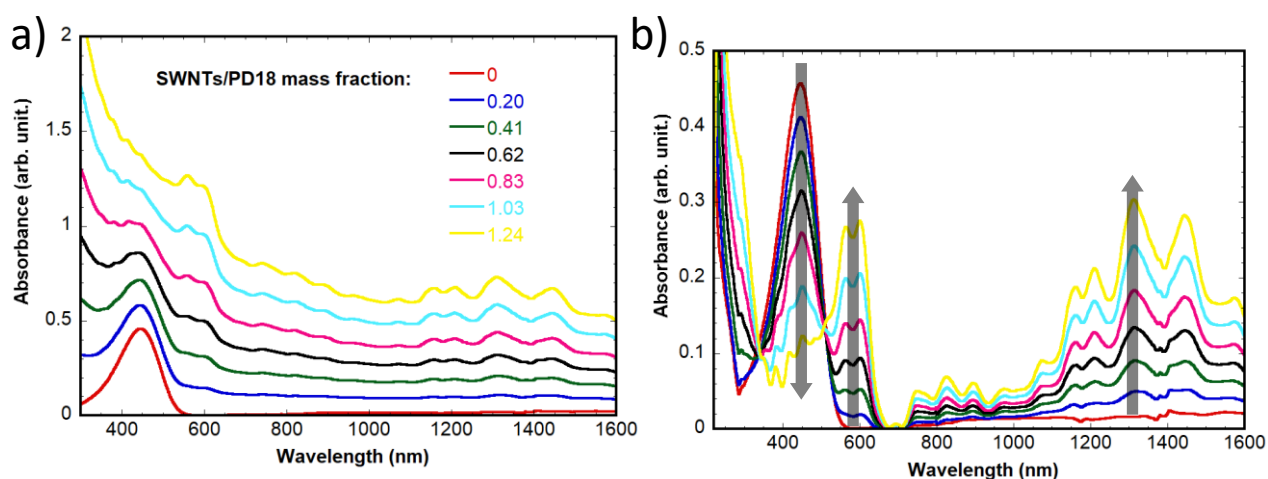 a)
2
1.5
1
0.5
0
Absorbance (arb. unit.)
SWNTs/PD18 mass fraction:
0
0.20
0.41
0.62
0.83
1.03
1.24
400 600 800 1000 1200 1400 1600
Wavelength (nm)
b)
0.5
0.4
0.3
0.2
0.1
0
Absorbance (arb. unit.)
400 600 800 1000 1200 1400 1600
Wavelength (nm)